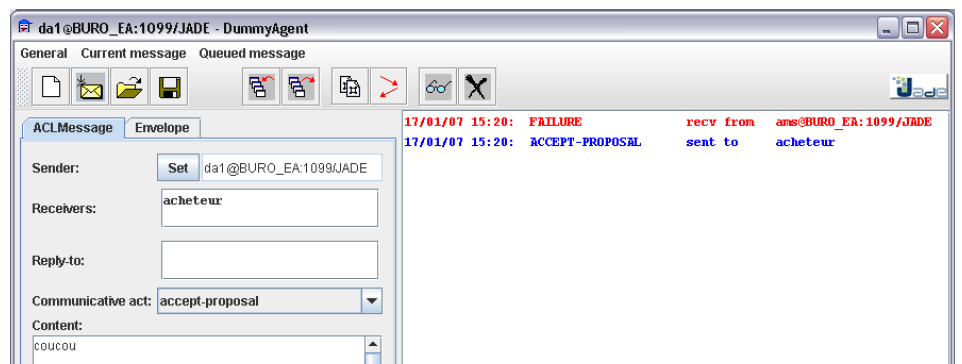 da1@BURO_EA:1099/JADE - DummyAgent
General Current message Queued message
Jade
ACLMessage Envelope
17/01/07 15:20: FAILURE recv from ams@BURO_EA:1099/JADE
17/01/07 15:20: ACCEPT-PROPOSAL sent to acheteur
Sender: Set da1@BURO_EA:1099/JADE
Receivers: acheteur
Reply-to:
Communicative act: accept-proposal
Content:
coucou